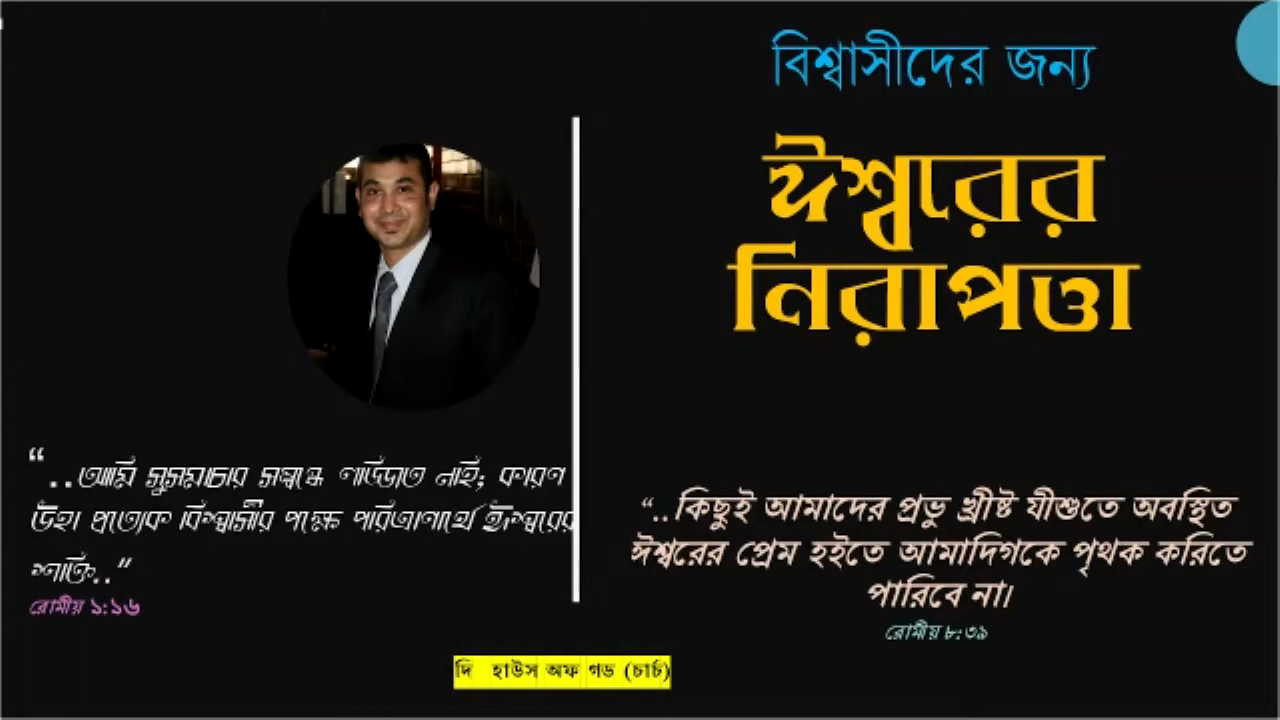 বিশ্বাসীদের জন্য
ঈশ্বরের
নিরাপত্তা
“..আমি সুসমাচার সম্বন্ধে লজ্জিত নহি; কারণ
উহা প্রত্যেক বিশ্বাসীর পক্ষে পরিত্রাণার্থে ঈশ্বরের
শক্তি..”
রোমীয় ১:১৬
“..কিছুই আমাদের প্রভু খ্রীষ্ট যীশুতে অবস্থিত
ঈশ্বরের প্রেম হইতে আমাদিগকে পৃথক করিতে
পারিবে না।
রোমীয় ৮:৩৯
দি হাউস অফ গড (চার্চ)